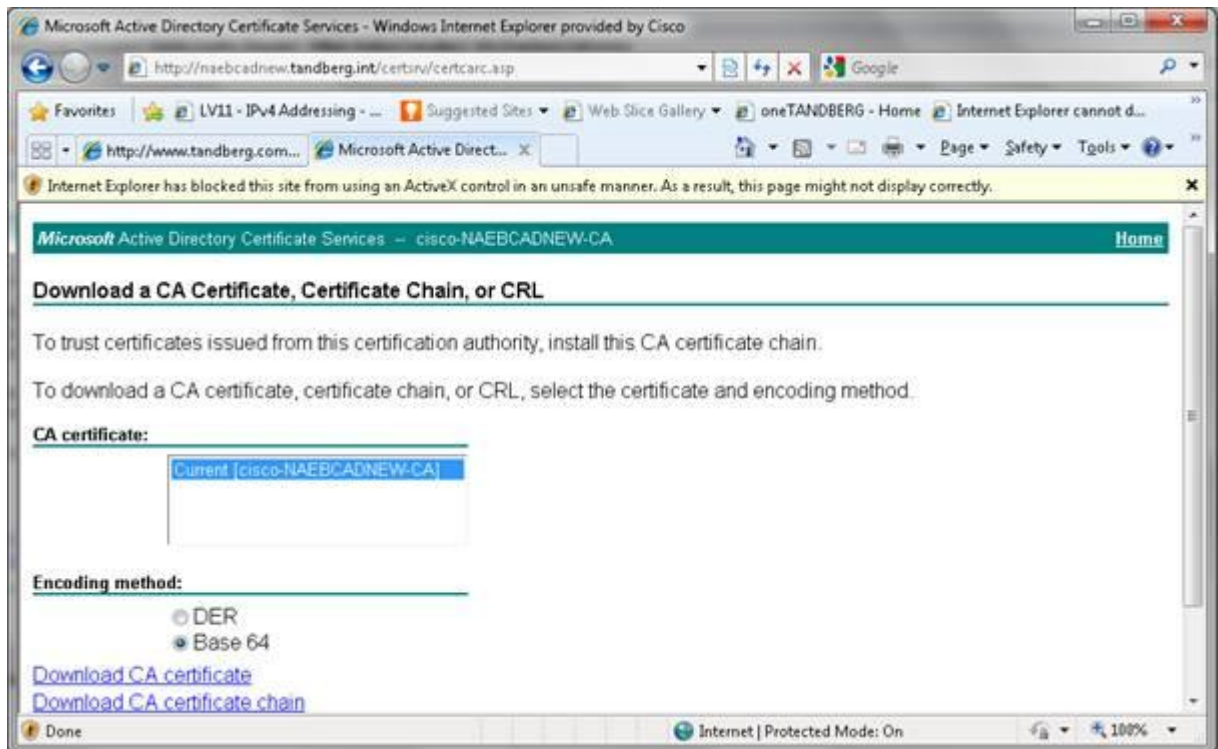 Microsoft Active Directory Certificate Services - Windows Internet Explorer provided by Cisco
http://naebcadnew.tandberg.int/certsrv/certcarc.asp
Google
Favorites
LV11 - IPv4 Addressing - ...
Suggested Sites
Web Slice Gallery
oneTANDBERG - Home
Internet Explorer cannot d...
http://www.tandberg.com...
Microsoft Active Direct...
Page
Safety
Tools
Internet Explorer has blocked this site from using an ActiveX control in an unsafe manner. As a result, this page might not display correctly.
Microsoft Active Directory Certificate Services -- cisco-NAEBCADNEW-CA
Home
Download a CA Certificate, Certificate Chain, or CRL
To trust certificates issued from this certification authority, install this CA certificate chain.
To download a CA certificate, certificate chain, or CRL, select the certificate and encoding method.
CA certificate:
Current [cisco-NAEBCADNEW-CA]
Encoding method:
DER
Base 64
Download CA certificate
Download CA certificate chain
Done
Internet | Protected Mode: On
100%